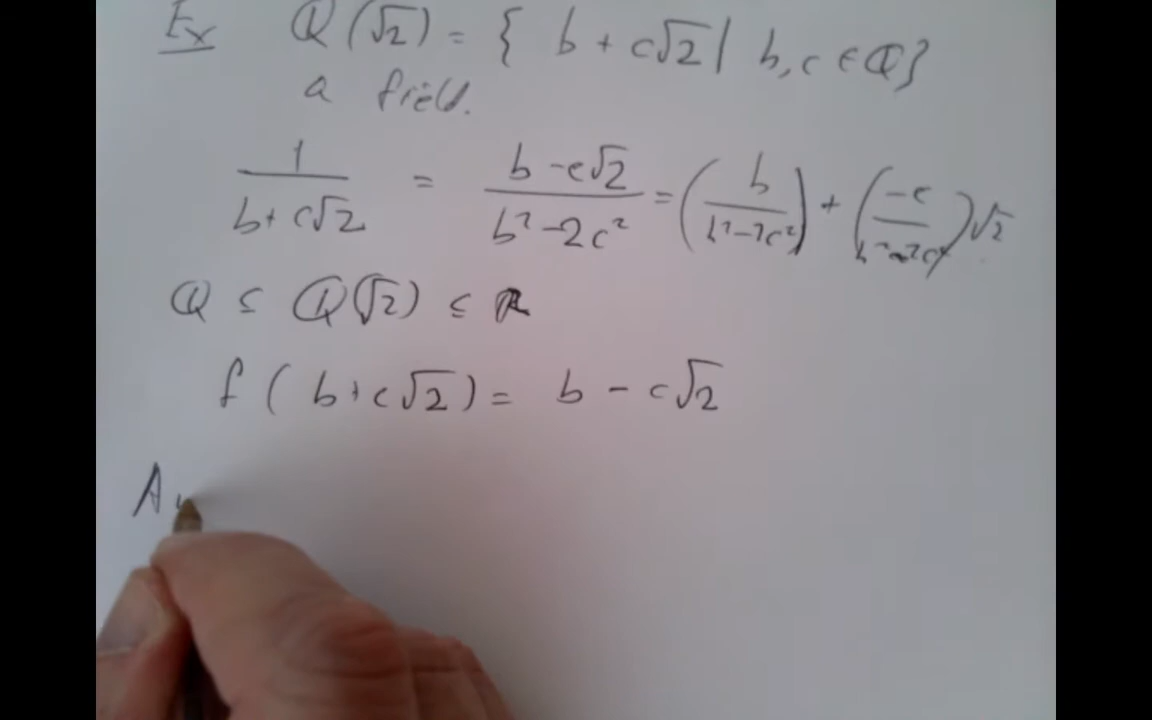 Ex ℚ(√2) = { b + c√2 | b, c ∈ ℚ}
a field.
1/(b + c√2) = (b - c√2)/(b² - 2c²) = (b/(b² - 2c²)) + (-c/(b² - 2c²))√2
ℚ ⊆ ℚ(√2) ⊆ ℝ
f( b + c√2 ) = b - c√2